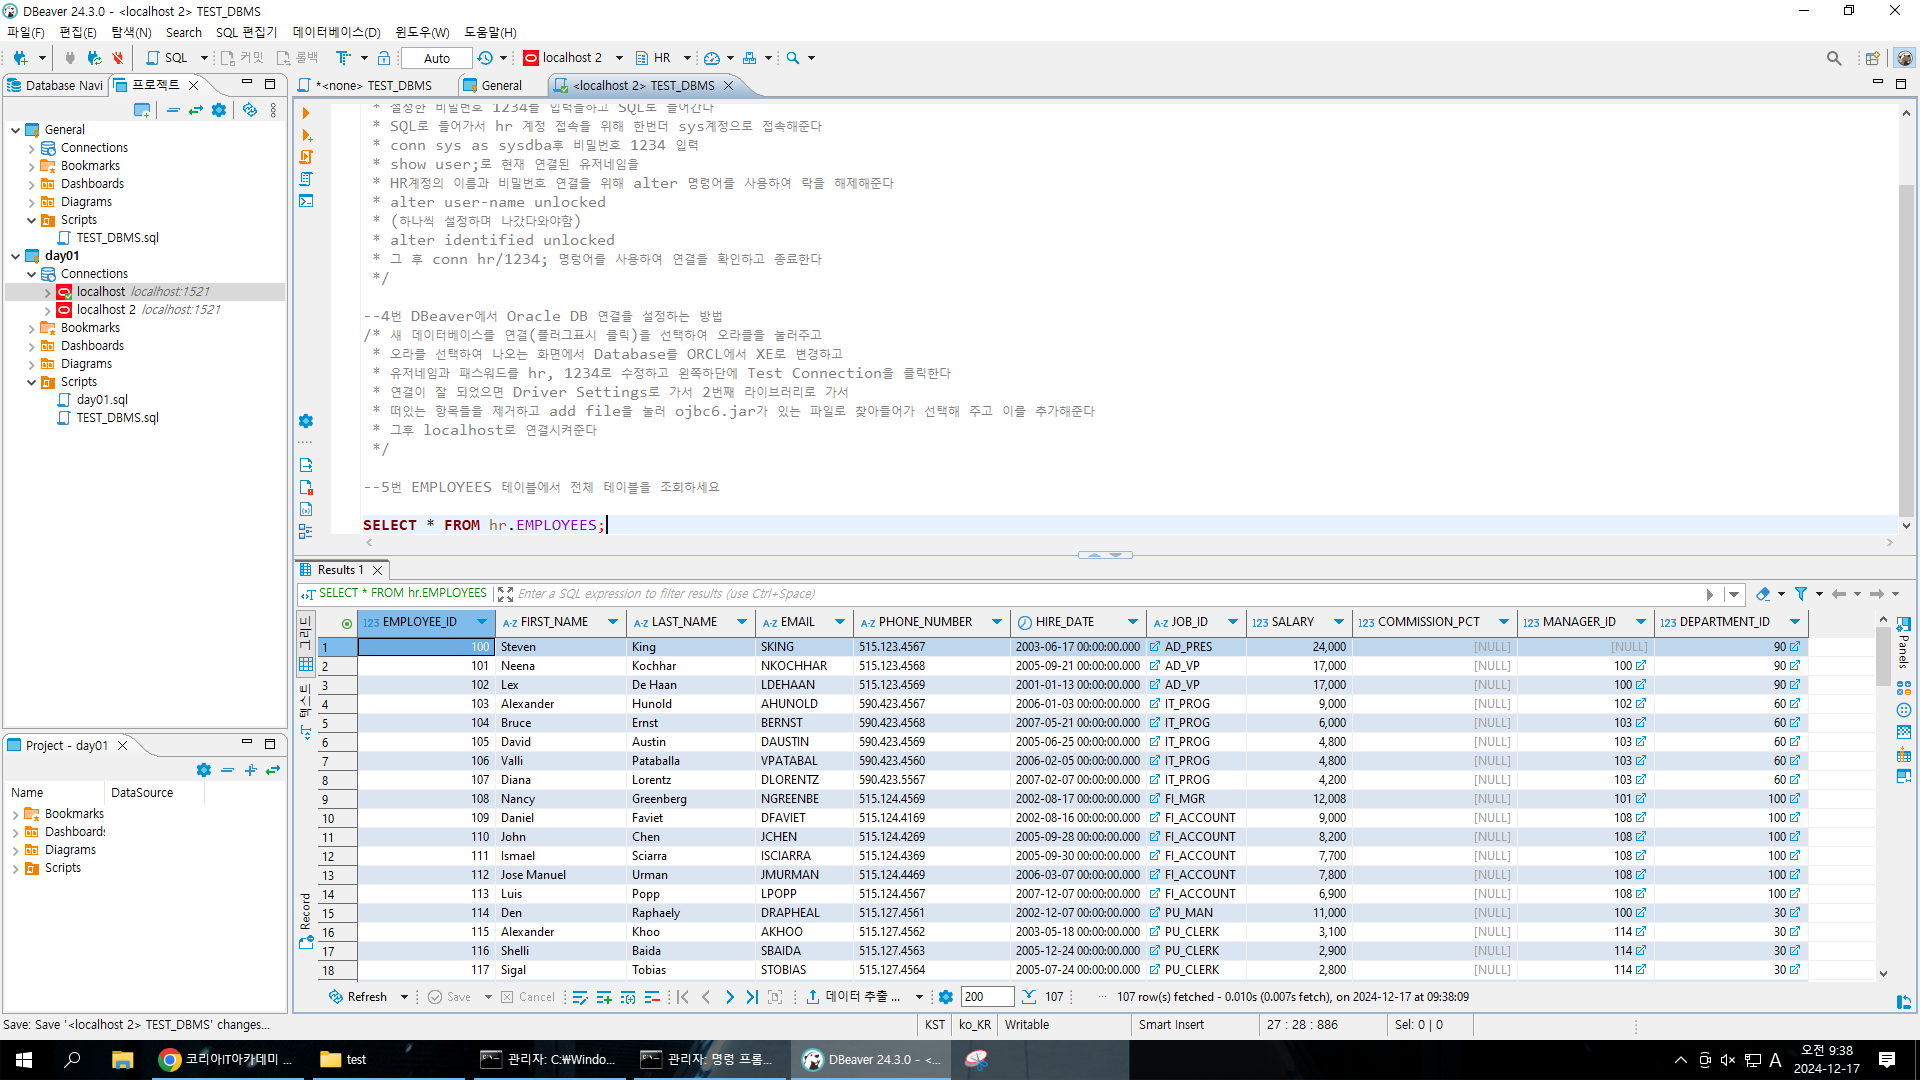 DBeaver 24.3.0 - <localhost 2> TEST_DBMS
파일(F) 편집(E) 탐색(N) Search SQL 편집기 데이터베이스(D) 윈도우(W) 도움말(H)
SQL 커밋 롤백 Auto localhost 2 HR
Database Navi 프로젝트
*<none> TEST_DBMS General <localhost 2> TEST_DBMS
General
Connections
Bookmarks
Dashboards
Diagrams
Scripts
TEST_DBMS.sql
day01
Connections
localhost localhost:1521
localhost 2 localhost:1521
Bookmarks
Dashboards
Diagrams
Scripts
day01.sql
TEST_DBMS.sql
* 설정한 비밀번호 1234를 입력을하고 SQL로 들어간다
* SQL로 들어가서 hr 계정 접속을 위해 한번더 sys계정으로 접속해준다
* conn sys as sysdba후 비밀번호 1234 입력
* show user;로 현재 연결된 유저네임을
* HR계정의 이름과 비밀번호 연결을 위해 alter 명령어를 사용하여 락을 해제해준다
* alter user-name unlocked
* (하나씩 설정하며 나갔다와야함)
* alter identified unlocked
* 그 후 conn hr/1234; 명령어를 사용하여 연결을 확인하고 종료한다
*/
--4번 DBeaver에서 Oracle DB 연결을 설정하는 방법
/* 새 데이터베이스를 연결(플러그표시 클릭)을 선택하여 오라클을 눌러주고
* 오라클 선택하여 나오는 화면에서 Database를 ORCL에서 XE로 변경하고
* 유저네임과 패스워드를 hr, 1234로 수정하고 왼쪽하단에 Test Connection을 클릭한다
* 연결이 잘 되었으면 Driver Settings로 가서 2번째 라이브러리로 가서
* 떠있는 항목들을 제거하고 add file을 눌러 ojbc6.jar가 있는 파일로 찾아들어가 선택해 주고 이를 추가해준다
* 그후 localhost로 연결시켜준다
*/
--5번 EMPLOYEES 테이블에서 전체 테이블을 조회하세요
SELECT * FROM hr.EMPLOYEES;
Results 1
SELECT * FROM hr.EMPLOYEES Enter a SQL expression to filter results (use Ctrl+Space)
그리드
텍스트
Record
Panels
123 EMPLOYEE_ID A-Z FIRST_NAME A-Z LAST_NAME A-Z EMAIL A-Z PHONE_NUMBER HIRE_DATE A-Z JOB_ID 123 SALARY 123 COMMISSION_PCT 123 MANAGER_ID 123 DEPARTMENT_ID
1 100 Steven King SKING 515.123.4567 2003-06-17 00:00:00.000 AD_PRES 24,000 [NULL] [NULL] 90
2 101 Neena Kochhar NKOCHHAR 515.123.4568 2005-09-21 00:00:00.000 AD_VP 17,000 [NULL] 100 90
3 102 Lex De Haan LDEHAAN 515.123.4569 2001-01-13 00:00:00.000 AD_VP 17,000 [NULL] 100 90
4 103 Alexander Hunold AHUNOLD 590.423.4567 2006-01-03 00:00:00.000 IT_PROG 9,000 [NULL] 102 60
5 104 Bruce Ernst BERNST 590.423.4568 2007-05-21 00:00:00.000 IT_PROG 6,000 [NULL] 103 60
6 105 David Austin DAUSTIN 590.423.4569 2005-06-25 00:00:00.000 IT_PROG 4,800 [NULL] 103 60
7 106 Valli Pataballa VPATABAL 590.423.4560 2006-02-05 00:00:00.000 IT_PROG 4,800 [NULL] 103 60
8 107 Diana Lorentz DLORENTZ 590.423.5567 2007-02-07 00:00:00.000 IT_PROG 4,200 [NULL] 103 60
9 108 Nancy Greenberg NGREENBE 515.124.4569 2002-08-17 00:00:00.000 FI_MGR 12,008 [NULL] 101 100
10 109 Daniel Faviet DFAVIET 515.124.4169 2002-08-16 00:00:00.000 FI_ACCOUNT 9,000 [NULL] 108 100
11 110 John Chen JCHEN 515.124.4269 2005-09-28 00:00:00.000 FI_ACCOUNT 8,200 [NULL] 108 100
12 111 Ismael Sciarra ISCIARRA 515.124.4369 2005-09-30 00:00:00.000 FI_ACCOUNT 7,700 [NULL] 108 100
13 112 Jose Manuel Urman JMURMAN 515.124.4469 2006-03-07 00:00:00.000 FI_ACCOUNT 7,800 [NULL] 108 100
14 113 Luis Popp LPOPP 515.124.4567 2007-12-07 00:00:00.000 FI_ACCOUNT 6,900 [NULL] 108 100
15 114 Den Raphaely DRAPHEAL 515.127.4561 2002-12-07 00:00:00.000 PU_MAN 11,000 [NULL] 100 30
16 115 Alexander Khoo AKHOO 515.127.4562 2003-05-18 00:00:00.000 PU_CLERK 3,100 [NULL] 114 30
17 116 Shelli Baida SBAIDA 515.127.4563 2005-12-24 00:00:00.000 PU_CLERK 2,900 [NULL] 114 30
18 117 Sigal Tobias STOBIAS 515.127.4564 2005-07-24 00:00:00.000 PU_CLERK 2,800 [NULL] 114 30
Project - day01
Name DataSource
Bookmarks
Dashboards
Diagrams
Scripts
Refresh Save Cancel 데이터 추출 ... 200 107 107 row(s) fetched - 0.010s (0.007s fetch), on 2024-12-17 at 09:38:09
Save: Save '<localhost 2> TEST_DBMS' changes... KST ko_KR Writable Smart Insert 27 : 28 : 886 Sel: 0 | 0
코리아IT아카데미 ... test 관리자: C:₩Windo... 관리자: 명령 프롬... DBeaver 24.3.0 - <... A 오전 9:38
2024-12-17